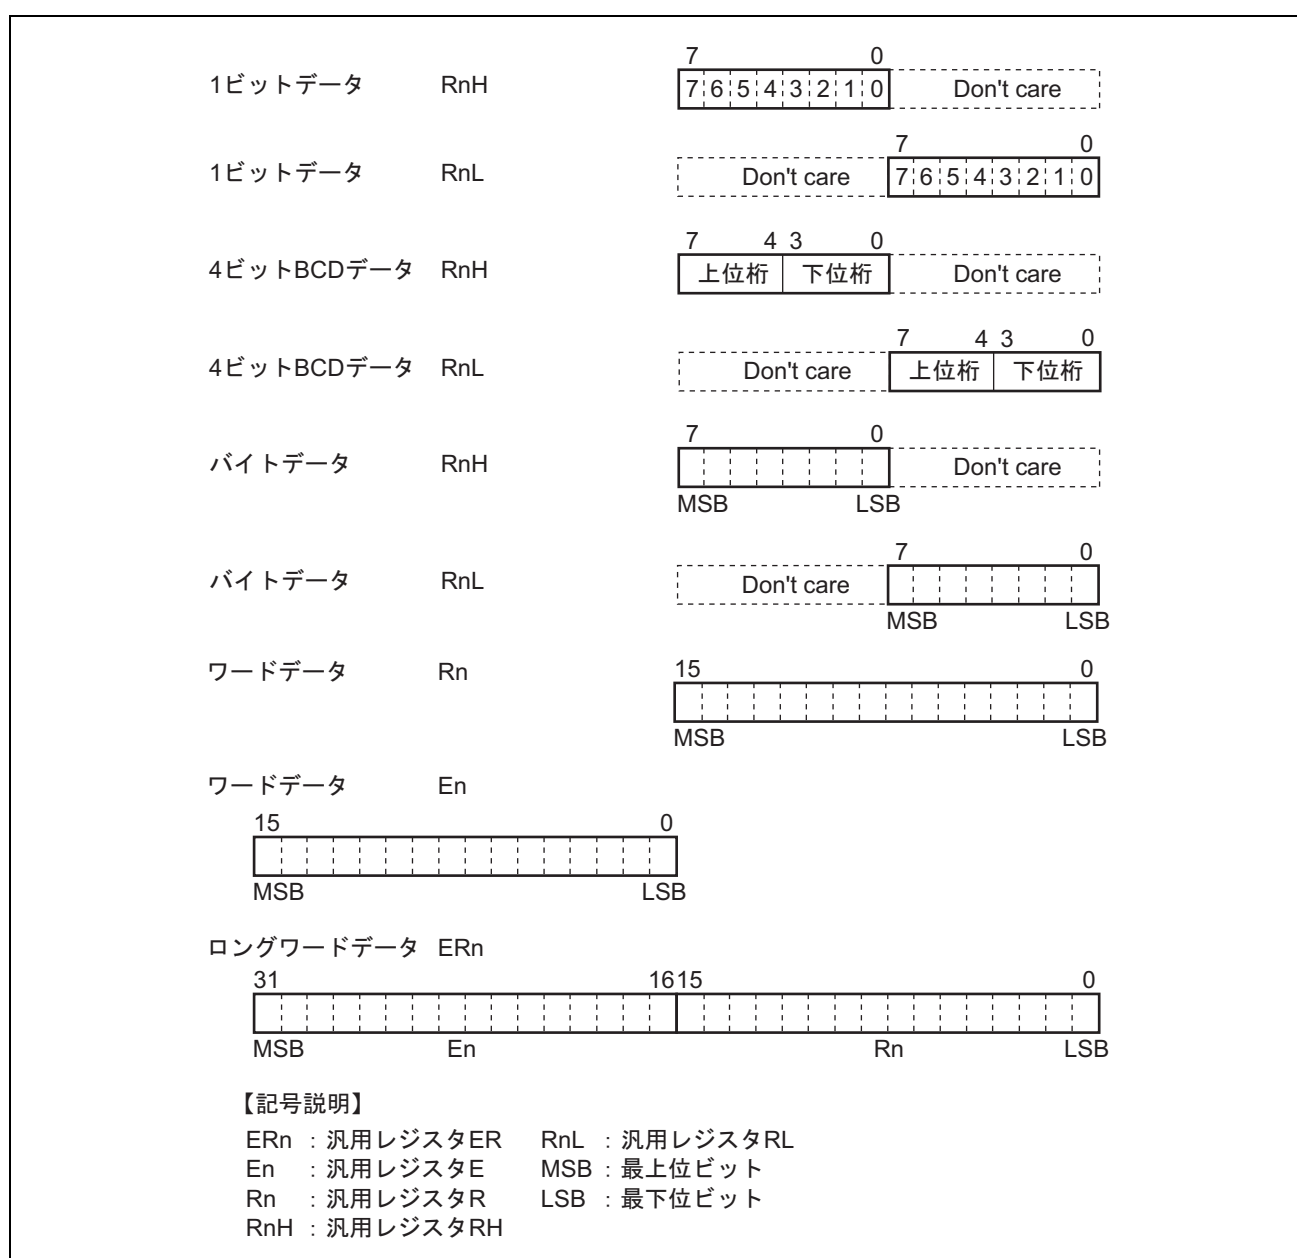 7 0
1ビットデータ RnH 7 6 5 4 3 2 1 0 Don't care
7 0
1ビットデータ RnL Don't care 7 6 5 4 3 2 1 0
7 4 3 0
4ビットBCDデータ RnH 上位桁 下位桁 Don't care
7 4 3 0
4ビットBCDデータ RnL Don't care 上位桁 下位桁
7 0
バイトデータ RnH Don't care
MSB LSB
7 0
バイトデータ RnL Don't care
MSB LSB
ワードデータ Rn 15 0
MSB LSB
ワードデータ En
15 0
MSB LSB
ロングワードデータ ERn
31 16 15 0
MSB En Rn LSB
【記号説明】
ERn : 汎用レジスタER RnL : 汎用レジスタRL
En : 汎用レジスタE MSB : 最上位ビット
Rn : 汎用レジスタR LSB : 最下位ビット
RnH : 汎用レジスタRH